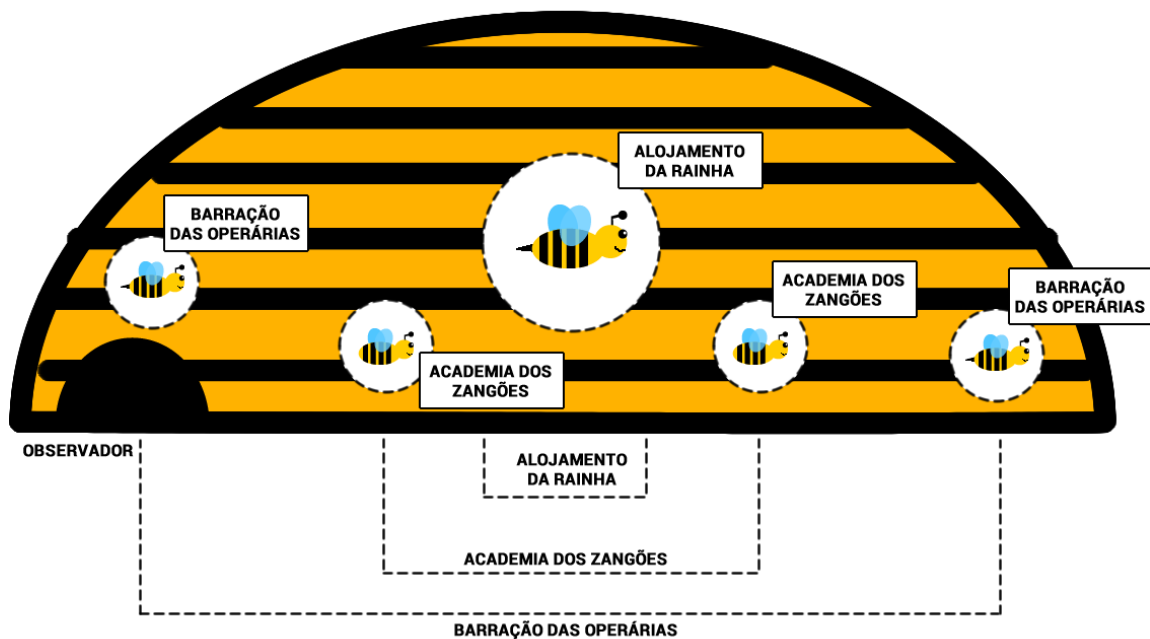 ALOJAMENTO
DA RAINHA
BARRAÇÃO
DAS OPERÁRIAS
ACADEMIA DOS
ZANGÕES
BARRAÇÃO
DAS OPERÁRIAS
ACADEMIA DOS
ZANGÕES
OBSERVADOR
ALOJAMENTO
DA RAINHA
ACADEMIA DOS ZANGÕES
BARRAÇÃO DAS OPERÁRIAS